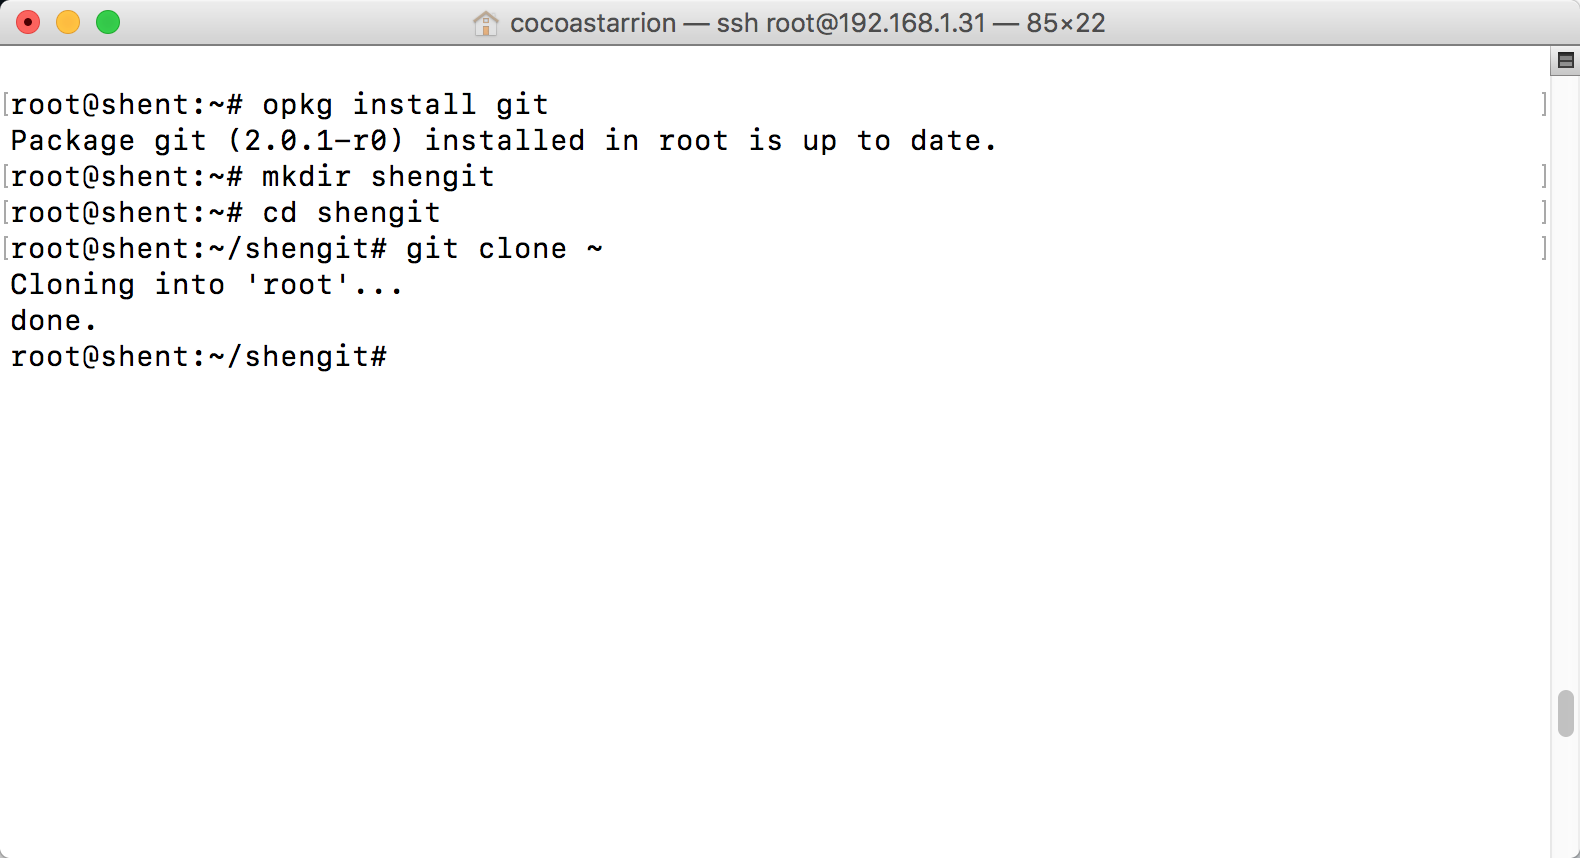 cocoastarrion — ssh root@192.168.1.31 — 85×22
root@shent:~# opkg install git
Package git (2.0.1-r0) installed in root is up to date.
root@shent:~# mkdir shengit
root@shent:~# cd shengit
root@shent:~/shengit# git clone ~
Cloning into 'root'...
done.
root@shent:~/shengit#